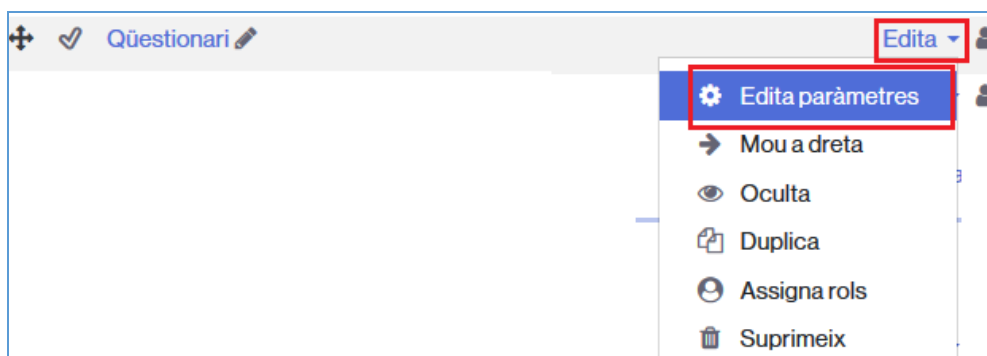 Qüestionari Edita
Edita paràmetres
Mou a dreta
Oculta
Duplica
Assigna rols
Suprimeix